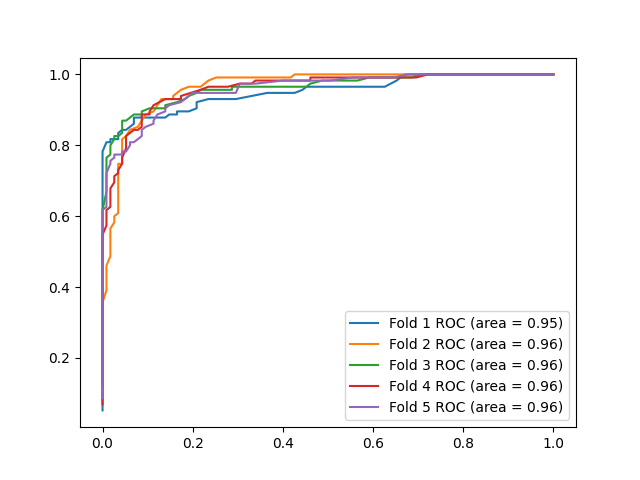 1.0
0.8
0.6
0.4
0.2
Fold 1 ROC (area = 0.95)
Fold 2 ROC (area = 0.96)
Fold 3 ROC (area = 0.96)
Fold 4 ROC (area = 0.96)
Fold 5 ROC (area = 0.96)
0.0 0.2 0.4 0.6 0.8 1.0